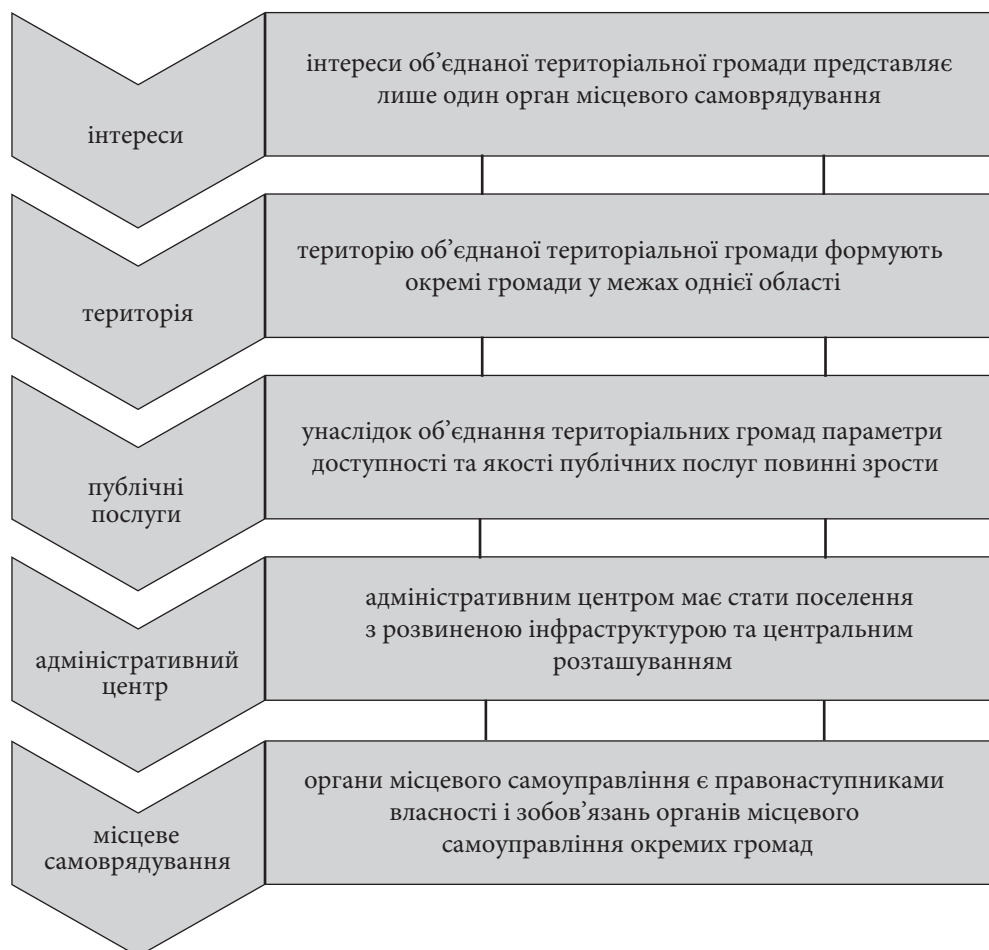 інтереси
інтереси об’єднаної територіальної громади представляє
лише один орган місцевого самоврядування
територія
територію об’єднаної територіальної громади формують
окремі громади у межах однієї області
публічні
послуги
унаслідок об’єднання територіальних громад параметри
доступності та якості публічних послуг повинні зрости
адміністративний
центр
адміністративним центром має стати поселення
з розвиненою інфраструктурою та центральним
розташуванням
місцеве
самоврядування
органи місцевого самоуправління є правонаступниками
власності і зобов’язань органів місцевого
самоуправління окремих громад